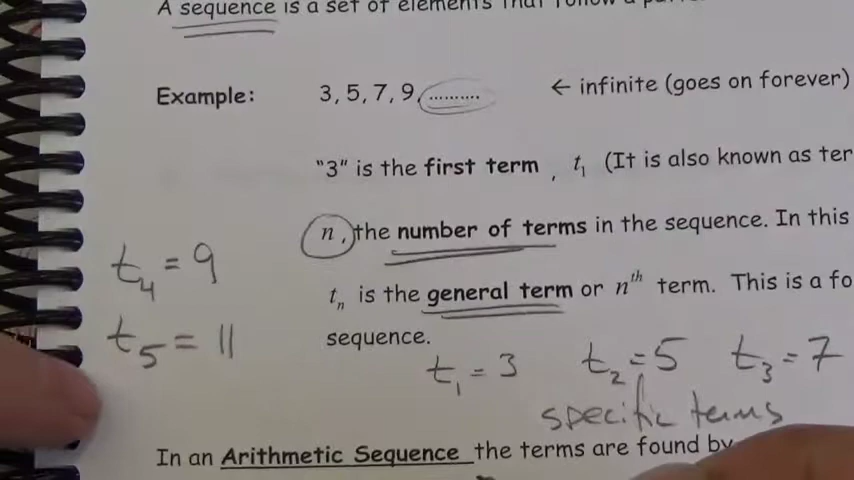 A sequence is a set of elements that follow a
Example: 3, 5, 7, 9, .......... ← infinite (goes on forever)
"3" is the first term , t₁ (It is also known as
n, the number of terms in the sequence. In this
t₄ = 9
tₙ is the general term or nᵗʰ term. This is a
t₅ = 11
sequence.
t₁ = 3 t₂ = 5 t₃ = 7
specific terms
In an Arithmetic Sequence the terms are found by